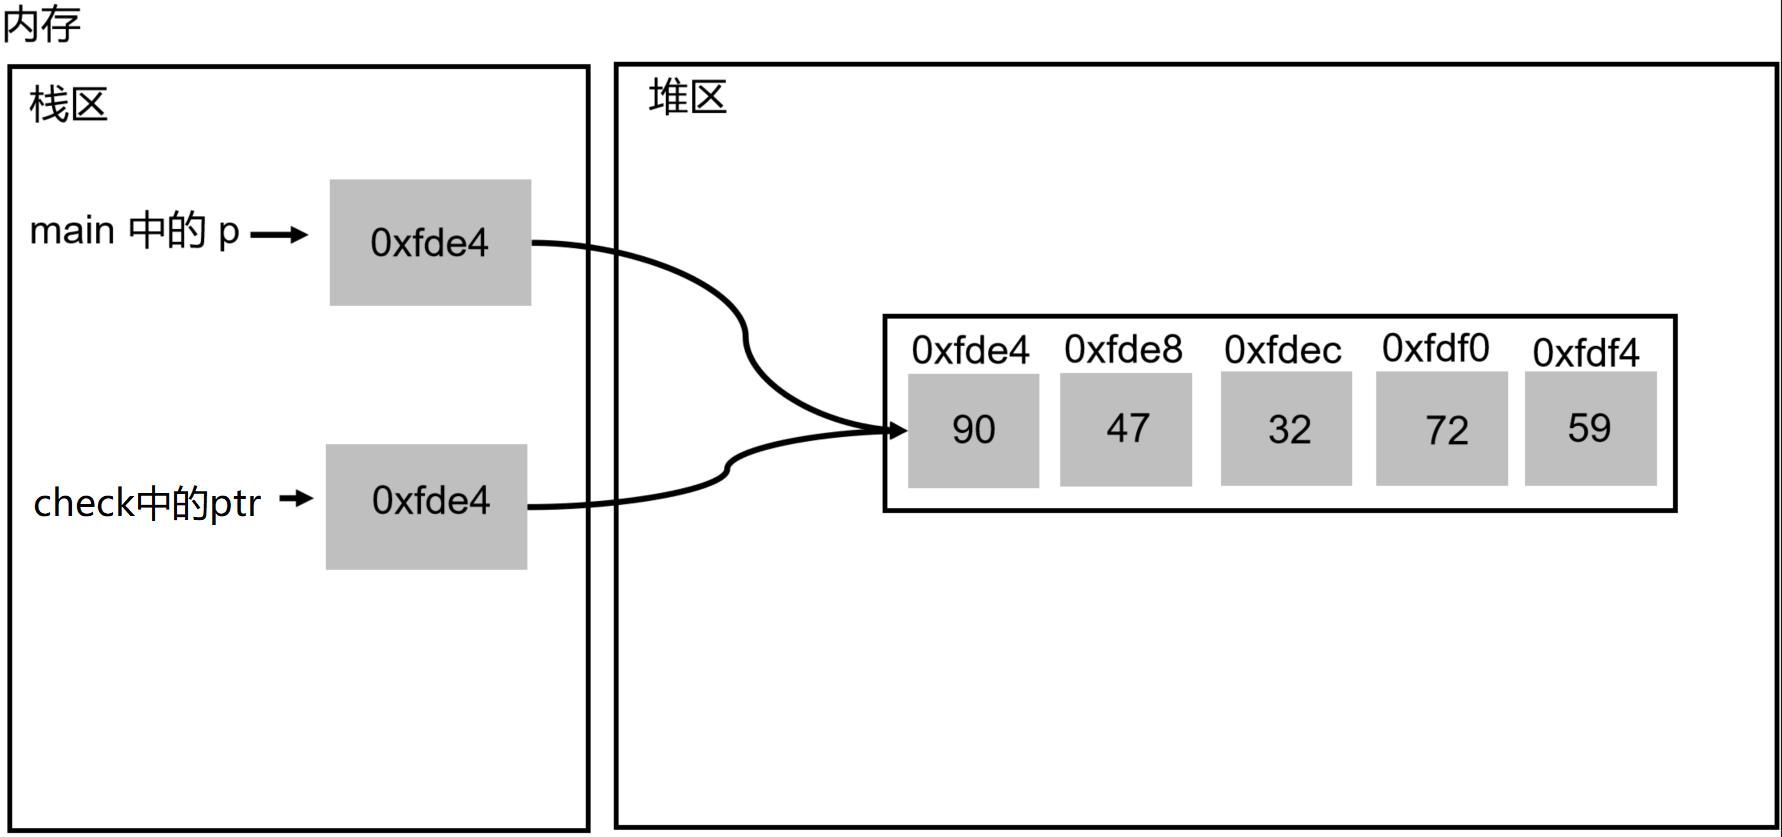 内存
栈区
堆区
main 中的 p
0xfde4
0xfde4 0xfde8 0xfdec 0xfdf0 0xfdf4
90 47 32 72 59
check中的ptr
0xfde4